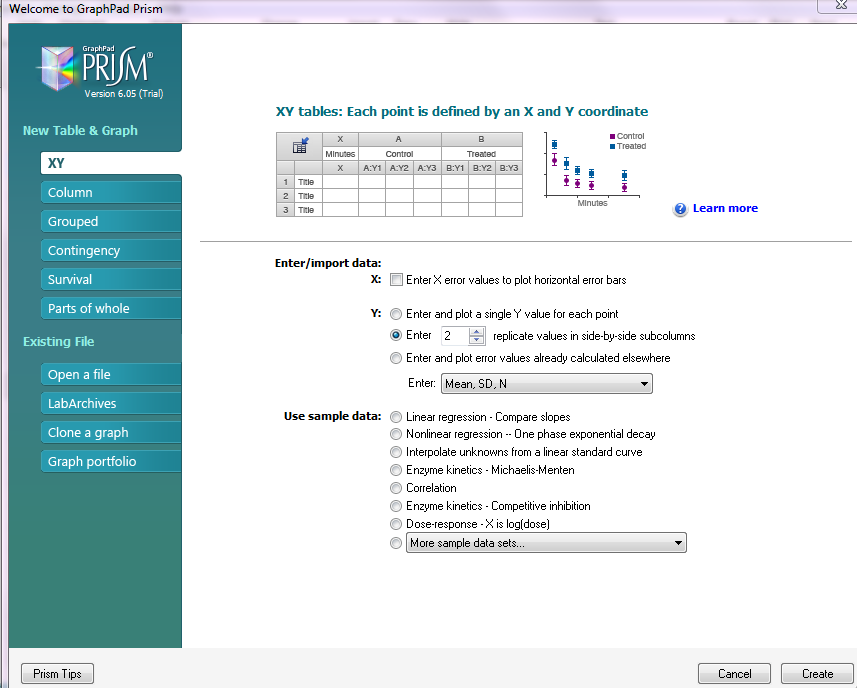 Welcome to GraphPad Prism
GraphPad
PRISM®
Version 6.05 (Trial)
New Table & Graph
XY
Column
Grouped
Contingency
Survival
Parts of whole
Existing File
Open a file
LabArchives
Clone a graph
Graph portfolio
XY tables: Each point is defined by an X and Y coordinate
X A B
Minutes Control Treated
X A:Y1 A:Y2 A:Y3 B:Y1 B:Y2 B:Y3
1 Title
2 Title
3 Title
Control
Treated
Minutes
? Learn more
Enter/import data:
X: Enter X error values to plot horizontal error bars
Y: Enter and plot a single Y value for each point
Enter 2 replicate values in side-by-side subcolumns
Enter and plot error values already calculated elsewhere
Enter: Mean, SD, N
Use sample data: Linear regression - Compare slopes
Nonlinear regression -- One phase exponential decay
Interpolate unknowns from a linear standard curve
Enzyme kinetics - Michaelis-Menten
Correlation
Enzyme kinetics - Competitive inhibition
Dose-response - X is log(dose)
More sample data sets...
Prism Tips
Cancel
Create